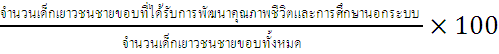 จำนวนเด็กเยาวชนชายขอบที่ได้รับการพัฒนาคุณภาพชีวิตและการศึกษานอกระบบ
× 100
จำนวนเด็กเยาวชนชายขอบทั้งหมด